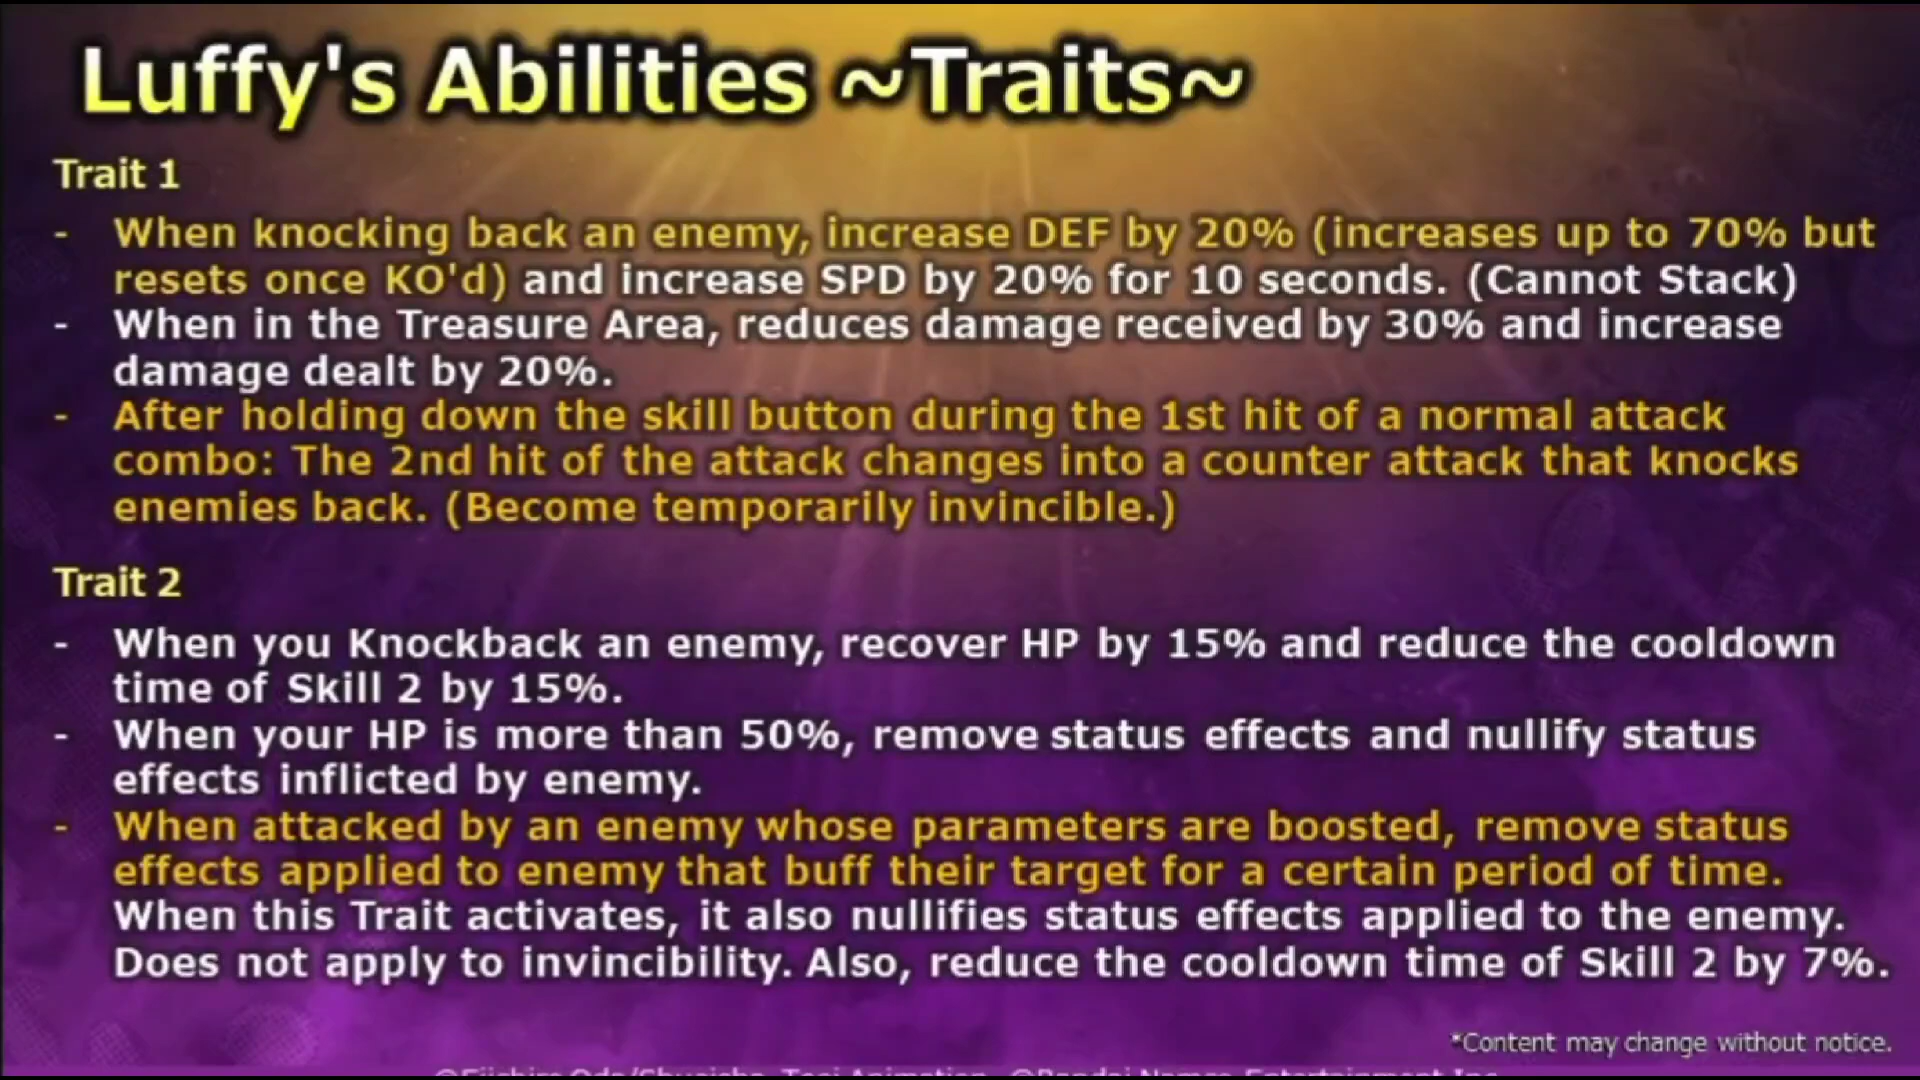 Luffy's Abilities ~Traits~
Trait 1
- When knocking back an enemy, increase DEF by 20% (increases up to 70% but
resets once KO'd) and increase SPD by 20% for 10 seconds. (Cannot Stack)
- When in the Treasure Area, reduces damage received by 30% and increase
damage dealt by 20%.
- After holding down the skill button during the 1st hit of a normal attack
combo: The 2nd hit of the attack changes into a counter attack that knocks
enemies back. (Become temporarily invincible.)
Trait 2
- When you Knockback an enemy, recover HP by 15% and reduce the cooldown
time of Skill 2 by 15%.
- When your HP is more than 50%, remove status effects and nullify status
effects inflicted by enemy.
- When attacked by an enemy whose parameters are boosted, remove status
effects applied to enemy that buff their target for a certain period of time.
When this Trait activates, it also nullifies status effects applied to the enemy.
Does not apply to invincibility. Also, reduce the cooldown time of Skill 2 by 7%.
*Content may change without notice.
©Eiichiro Oda/Shueisha, Toei Animation ©Bandai Namco Entertainment Inc.